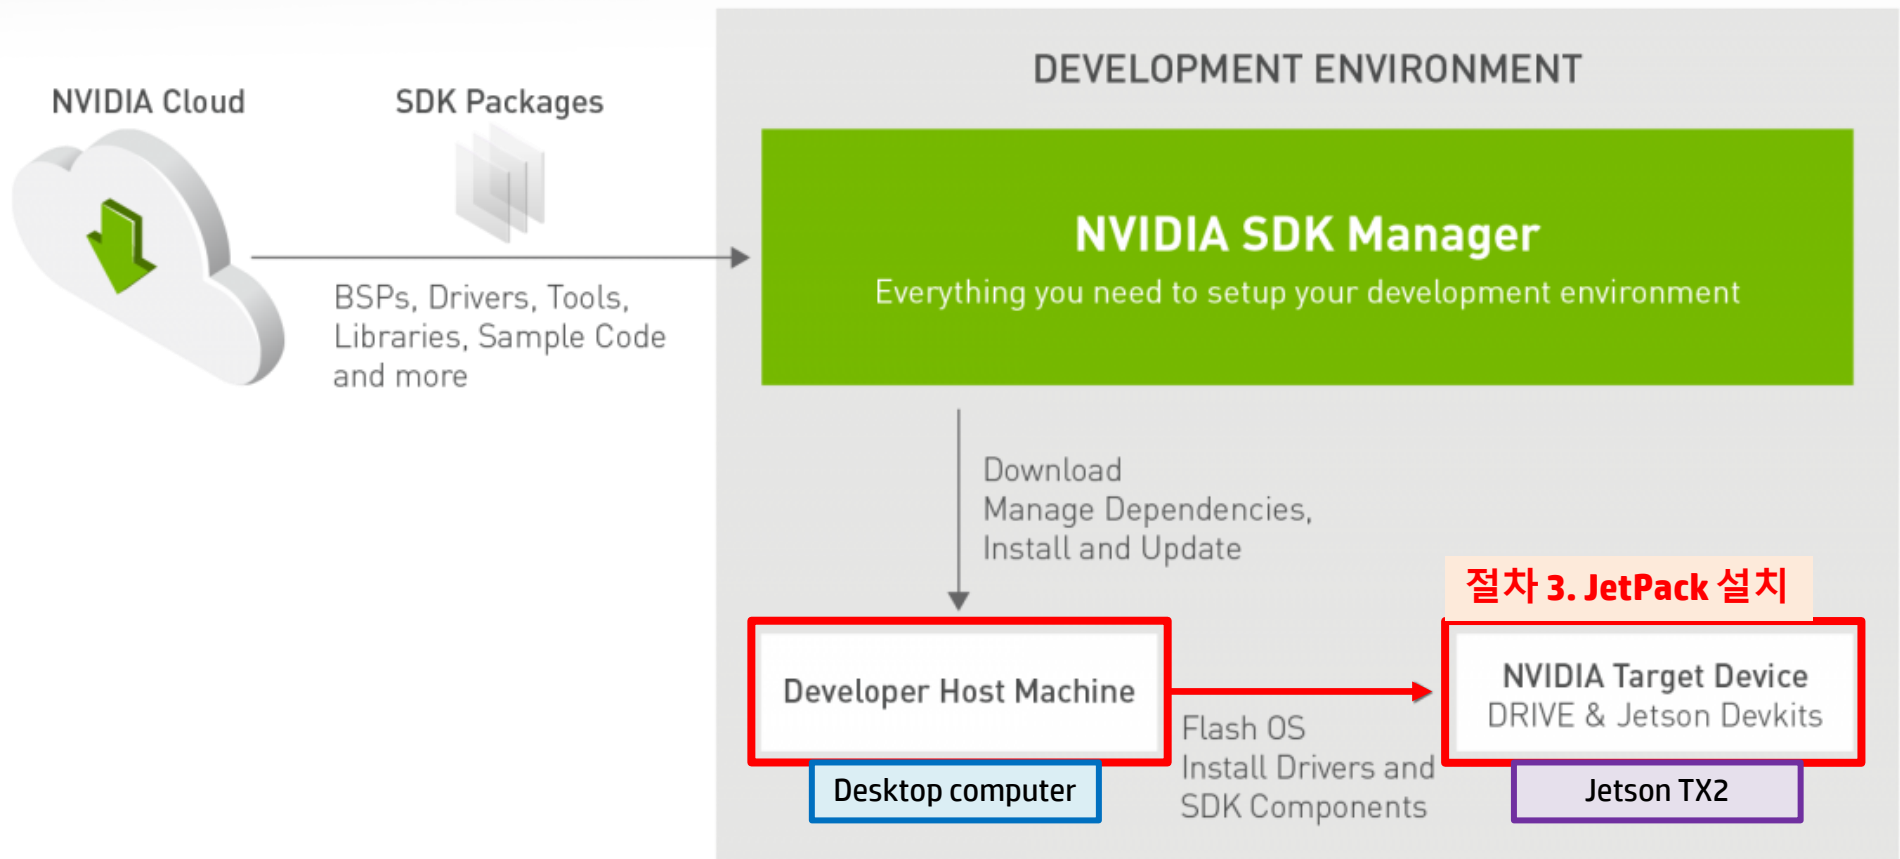 DEVELOPMENT ENVIRONMENT
NVIDIA Cloud
SDK Packages
BSPs, Drivers, Tools,
Libraries, Sample Code
and more
NVIDIA SDK Manager
Everything you need to setup your development environment
Download
Manage Dependencies,
Install and Update
절차 3. JetPack 설치
Developer Host Machine
Desktop computer
Flash OS
Install Drivers and
SDK Components
NVIDIA Target Device
DRIVE & Jetson Devkits
Jetson TX2